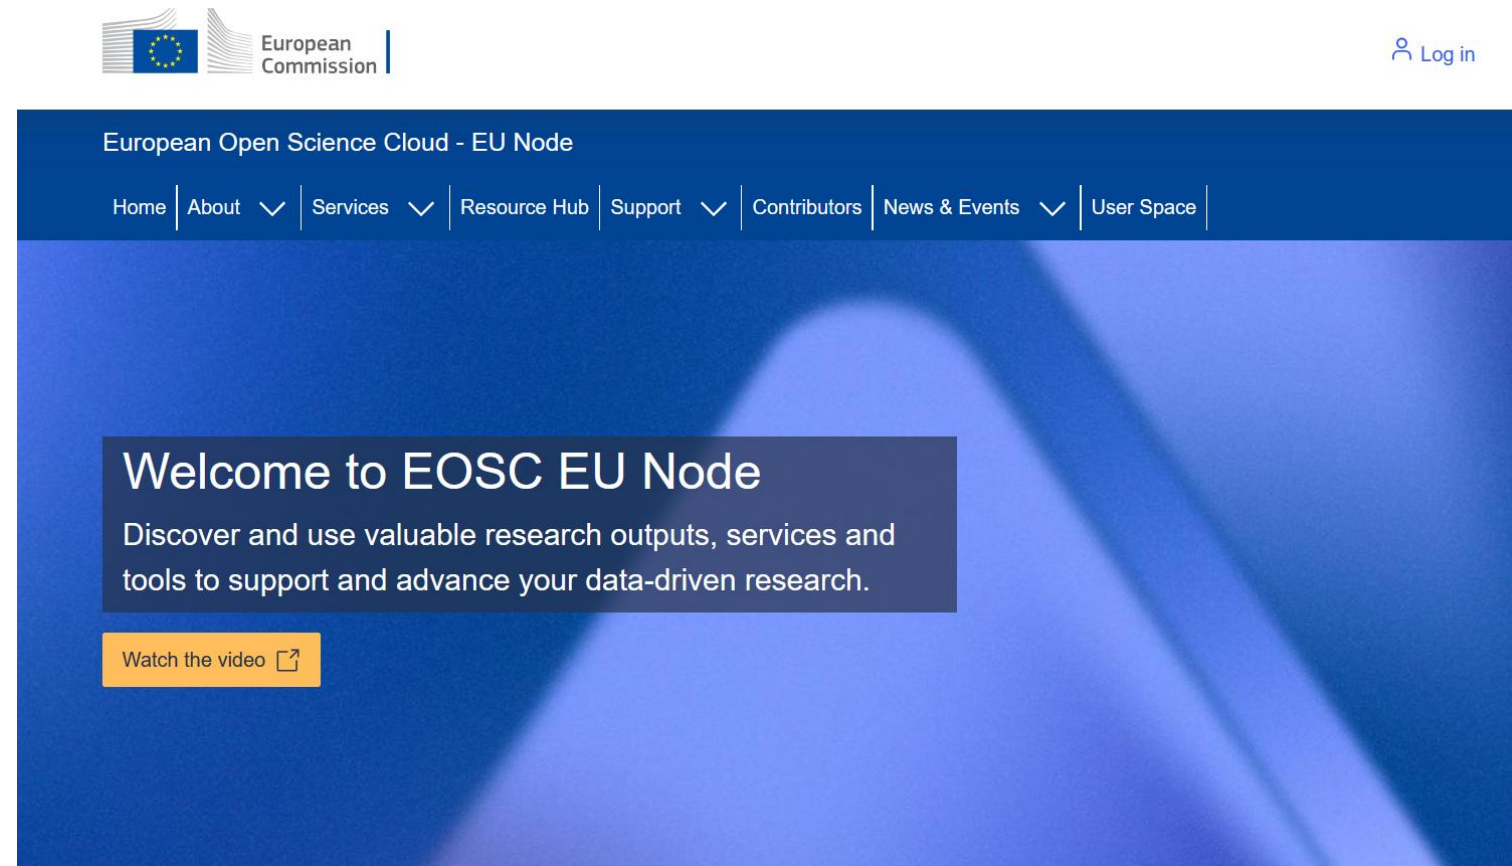 European
Commission
Log in
European Open Science Cloud - EU Node
Home About Services Resource Hub Support Contributors News & Events User Space
Welcome to EOSC EU Node
Discover and use valuable research outputs, services and
tools to support and advance your data-driven research.
Watch the video